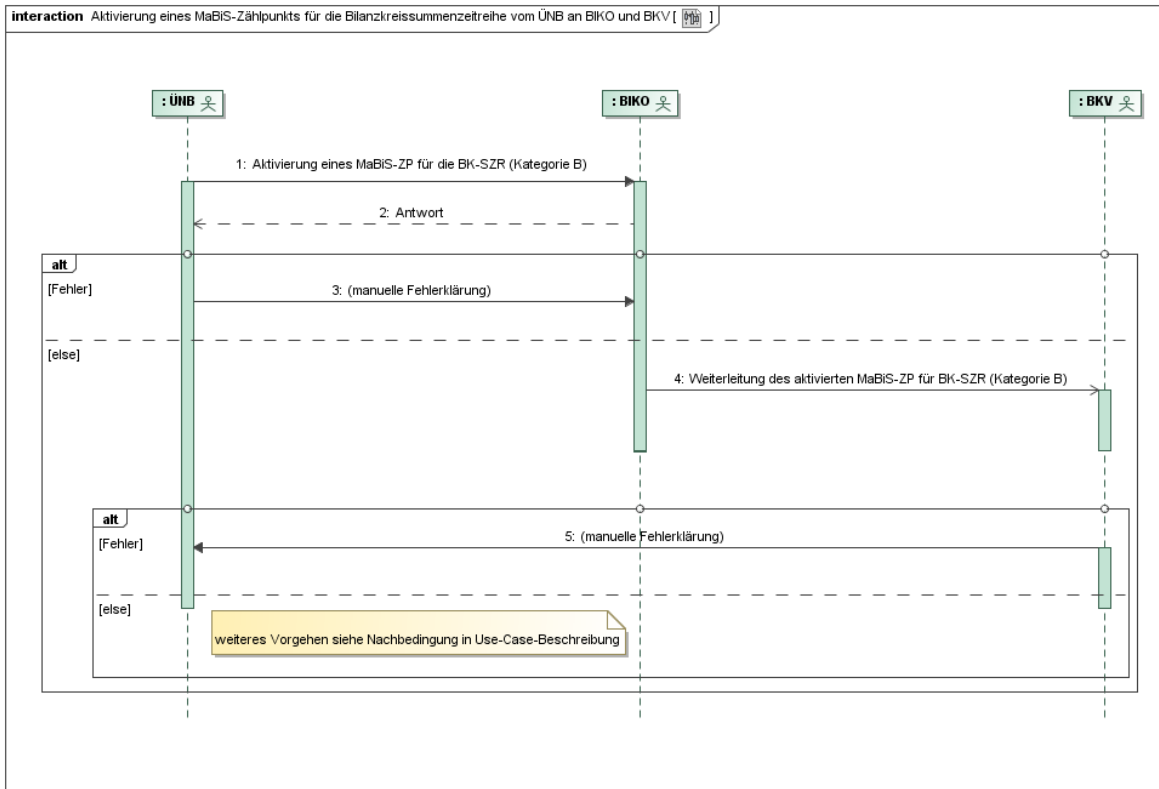 interaction Aktivierung eines MaBiS-Zählpunkts für die Bilanzkreissummenzeitreihe vom ÜNB an BIKO und BKV [ ]
: ÜNB
: BIKO
: BKV
1: Aktivierung eines MaBiS-ZP für die BK-SZR (Kategorie B)
2: Antwort
alt
[Fehler]
3: (manuelle Fehlerklärung)
[else]
4: Weiterleitung des aktivierten MaBiS-ZP für BK-SZR (Kategorie B)
alt
[Fehler]
5: (manuelle Fehlerklärung)
[else]
weiteres Vorgehen siehe Nachbedingung in Use-Case-Beschreibung